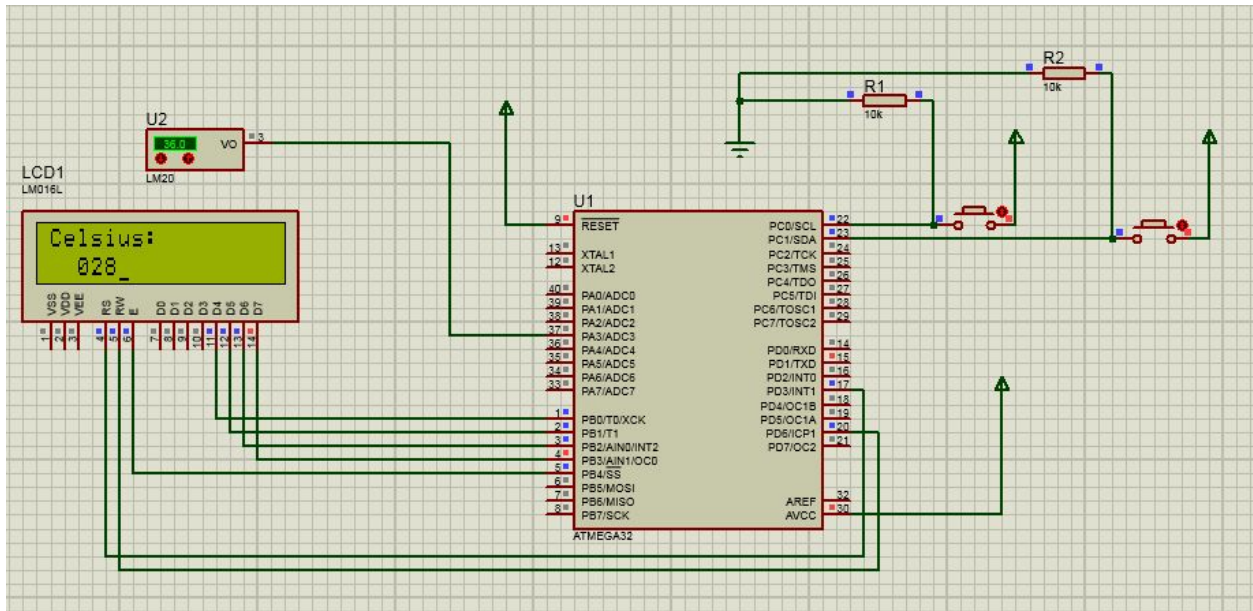 R2
10k
R1
10k
U2
36.0
VO
3
LM20
LCD1
LM016L
Celsius:
028_
VSS
VDD
VEE
RS
RW
E
D0
D1
D2
D3
D4
D5
D6
D7
1
2
3
4
5
6
7
8
9
10
11
12
13
14
U1
9
RESET
13
XTAL1
12
XTAL2
40
PA0/ADC0
39
PA1/ADC1
38
PA2/ADC2
37
PA3/ADC3
36
PA4/ADC4
35
PA5/ADC5
34
PA6/ADC6
33
PA7/ADC7
1
PB0/T0/XCK
2
PB1/T1
3
PB2/AIN0/INT2
4
PB3/AIN1/OC0
5
PB4/SS
6
PB5/MOSI
7
PB6/MISO
8
PB7/SCK
PC0/SCL
22
PC1/SDA
23
PC2/TCK
24
PC3/TMS
25
PC4/TDO
26
PC5/TDI
27
PC6/TOSC1
28
PC7/TOSC2
29
PD0/RXD
14
PD1/TXD
15
PD2/INT0
16
PD3/INT1
17
PD4/OC1B
18
PD5/OC1A
19
PD6/ICP1
20
PD7/OC2
21
AREF
32
AVCC
30
ATMEGA32